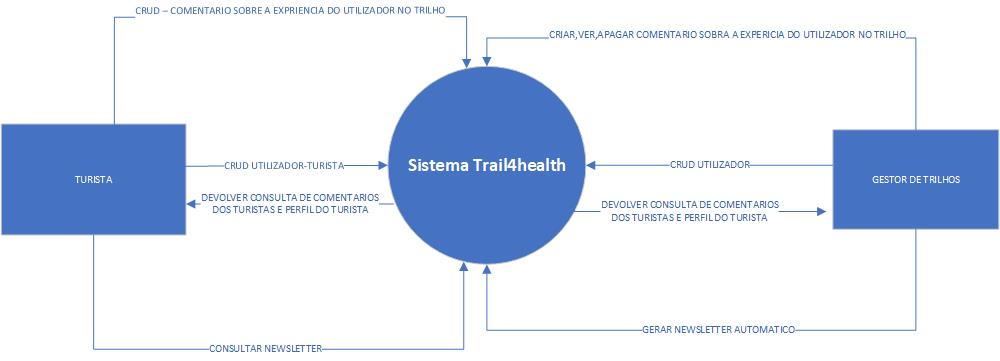 CRUD – COMENTARIO SOBRE A EXPRIENCIA DO UTILIZADOR NO TRILHO
CRIAR,VER,APAGAR COMENTARIO SOBRA A EXPERICIA DO UTILIZADOR NO TRILHO
TURISTA
CRUD UTILIZADOR-TURISTA
DEVOLVER CONSULTA DE COMENTARIOS
DOS TURISTAS E PERFIL DO TURISTA
Sistema Trail4health
CRUD UTILIZADOR
DEVOLVER CONSULTA DE COMENTARIOS
DOS TURISTAS E PERFIL DO TURISTA
GESTOR DE TRILHOS
GERAR NEWSLETTER AUTOMATICO
CONSULTAR NEWSLETTER